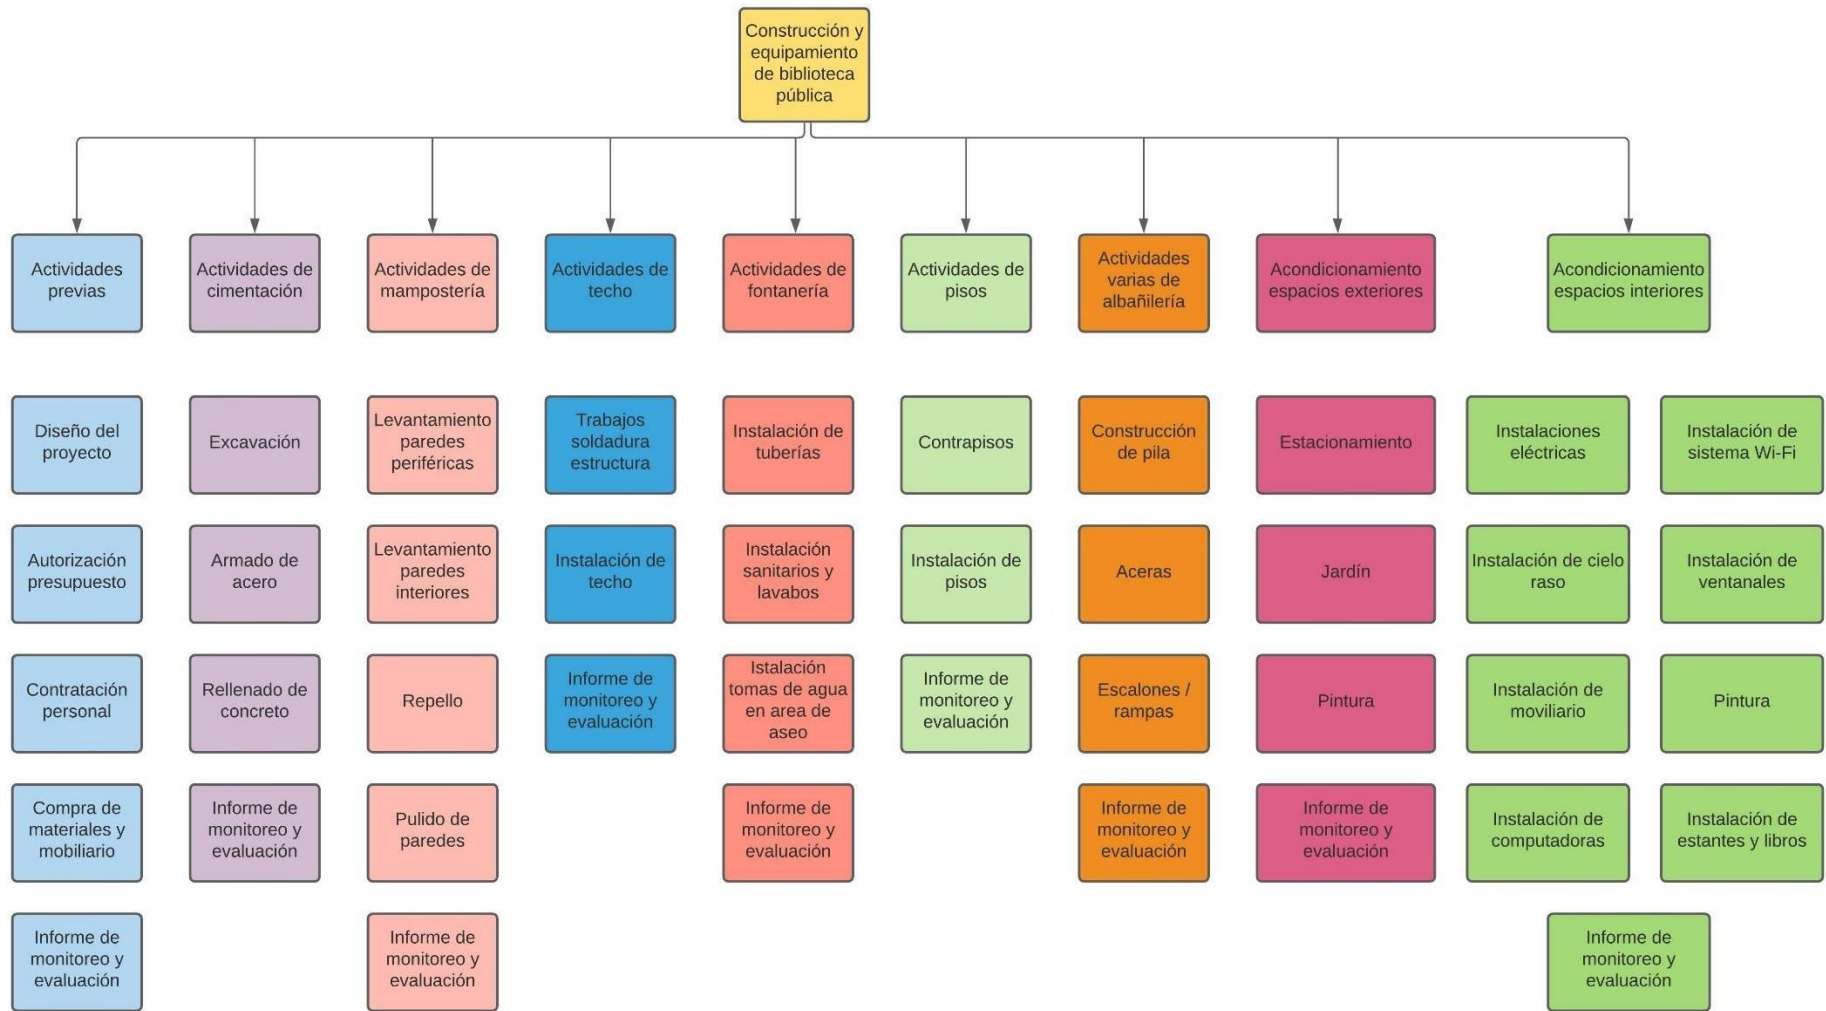 Construcción y
equipamiento
de biblioteca
pública
Actividades
previas
Actividades de
cimentación
Actividades de
mampostería
Actividades de
techo
Actividades de
fontanería
Actividades de
pisos
Actividades
varias de
albañilería
Acondicionamiento
espacios exteriores
Acondicionamiento
espacios interiores
Diseño del
proyecto
Excavación
Levantamiento
paredes
periféricas
Trabajos
soldadura
estructura
Instalación de
tuberías
Contrapisos
Construcción
de pila
Estacionamiento
Instalaciones
eléctricas
Instalación de
sistema Wi-Fi
Autorización
presupuesto
Armado de
acero
Levantamiento
paredes
interiores
Instalación de
techo
Instalación
sanitarios y
lavabos
Instalación de
pisos
Aceras
Jardín
Instalación de cielo
raso
Instalación de
ventanales
Contratación
personal
Rellenado de
concreto
Repello
Informe de
monitoreo y
evaluación
Istalación
tomas de agua
en area de
aseo
Informe de
monitoreo y
evaluación
Escalones /
rampas
Pintura
Instalación de
moviliario
Pintura
Compra de
materiales y
mobiliario
Informe de
monitoreo y
evaluación
Pulido de
paredes
Informe de
monitoreo y
evaluación
Informe de
monitoreo y
evaluación
Informe de
monitoreo y
evaluación
Instalación de
computadoras
Instalación de
estantes y libros
Informe de
monitoreo y
evaluación
Informe de
monitoreo y
evaluación
Informe de
monitoreo y
evaluación